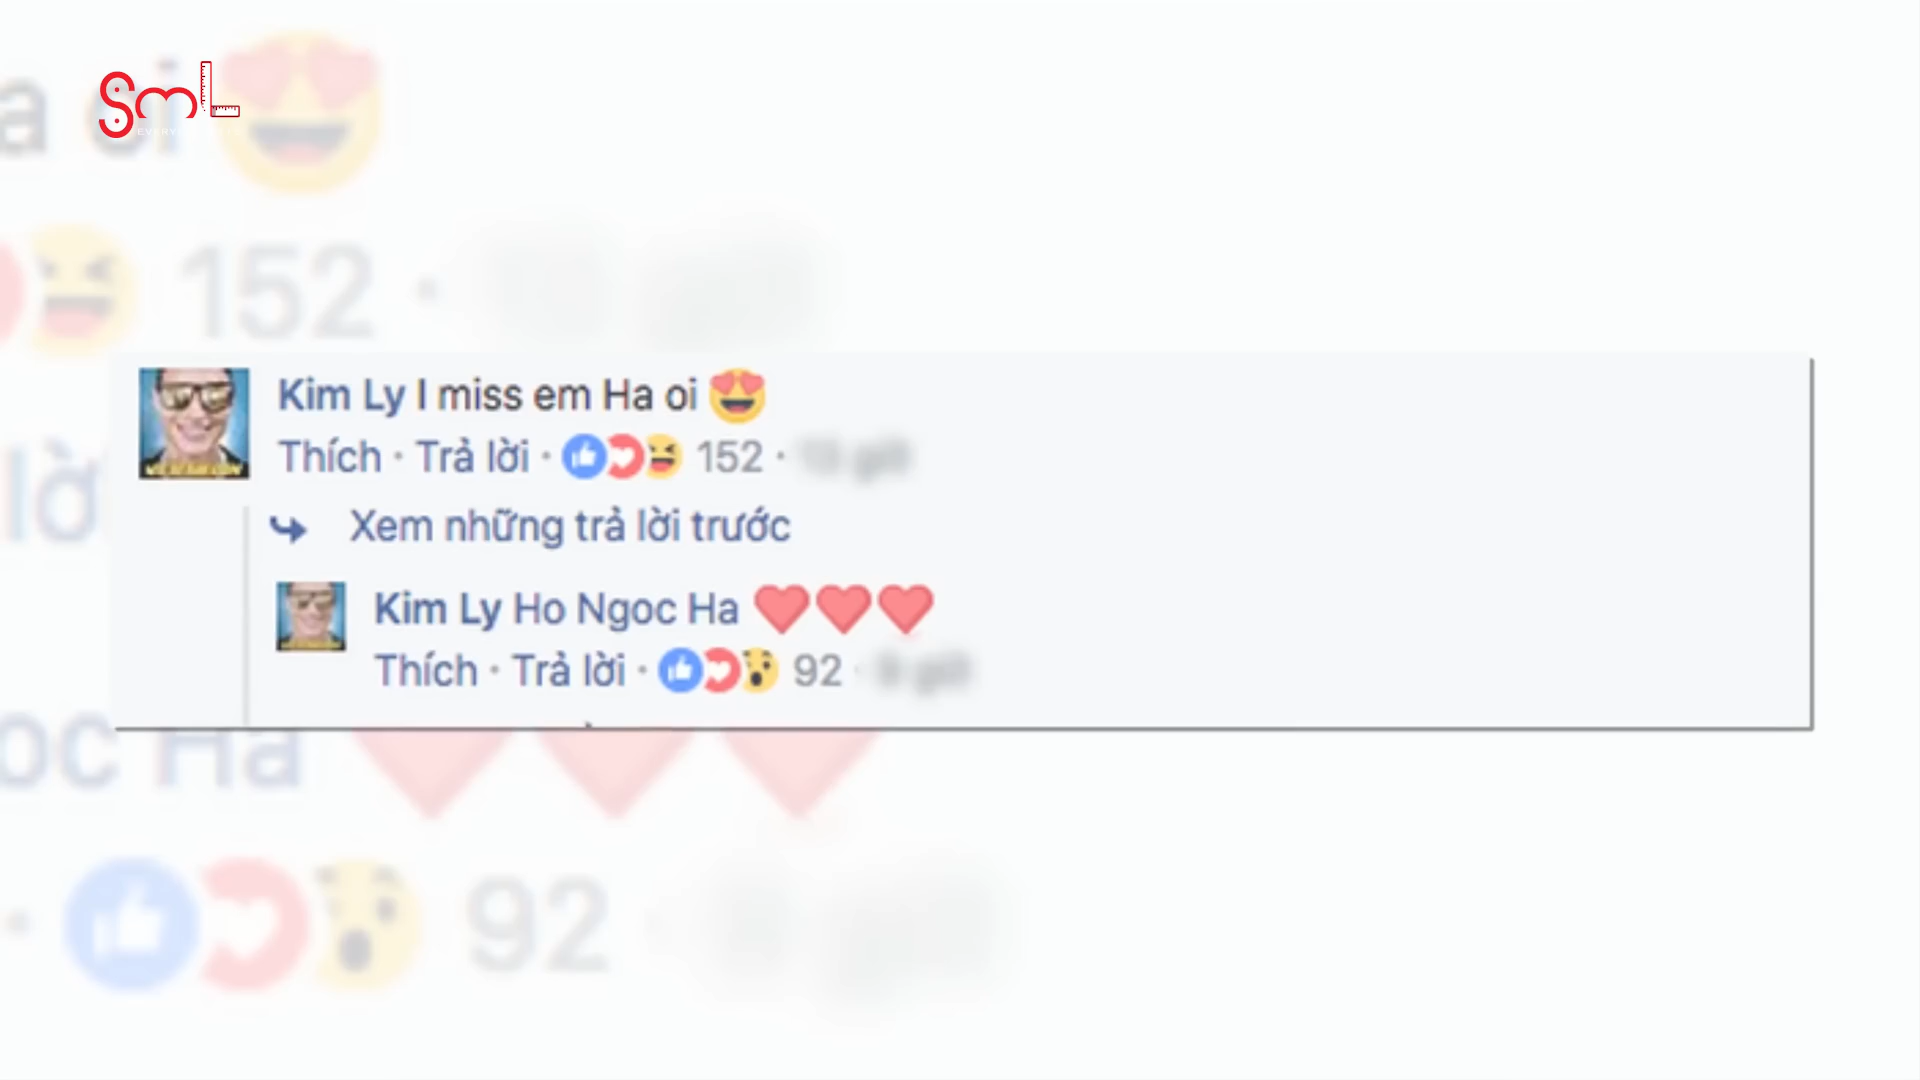 SmL
Kim Ly I miss em Ha oi 😍
Thích · Trả lời · 152 ·
Xem những trả lời trước
Kim Ly Ho Ngoc Ha ❤❤❤
Thích · Trả lời · 92 ·